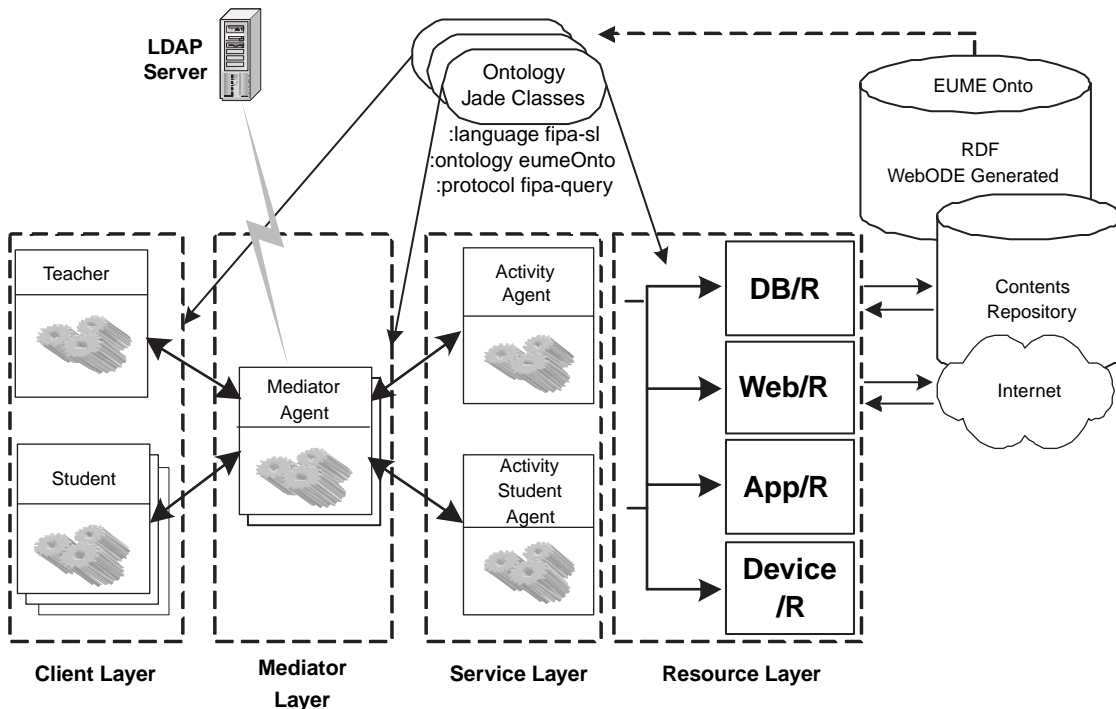 LDAP
Server
Ontology
Jade Classes
:language fipa-sl
:ontology eumeOnto
:protocol fipa-query
EUME Onto
RDF
WebODE Generated
Contents
Repository
Internet
Teacher
Student
Mediator
Agent
Activity
Agent
Activity
Student
Agent
DB/R
Web/R
App/R
Device
/R
Client Layer
Mediator
Layer
Service Layer
Resource Layer